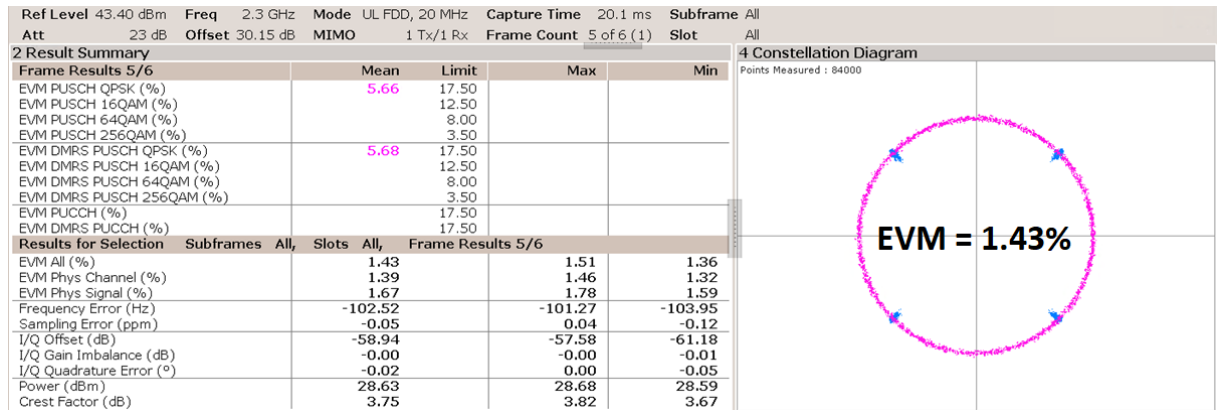 Ref Level 43.40 dBm Freq 2.3 GHz Mode UL FDD, 20 MHz Capture Time 20.1 ms Subframe All
Att 23 dB Offset 30.15 dB MIMO 1 Tx/1 Rx Frame Count 5 of 6 (1) Slot All
2 Result Summary
Frame Results 5/6 Mean Limit Max Min
EVM PUSCH QPSK (%) 5.66 17.50
EVM PUSCH 16QAM (%) 12.50
EVM PUSCH 64QAM (%) 8.00
EVM PUSCH 256QAM (%) 3.50
EVM DMRS PUSCH QPSK (%) 5.68 17.50
EVM DMRS PUSCH 16QAM (%) 12.50
EVM DMRS PUSCH 64QAM (%) 8.00
EVM DMRS PUSCH 256QAM (%) 3.50
EVM PUCCH (%) 17.50
EVM DMRS PUCCH (%) 17.50
Results for Selection Subframes All, Slots All, Frame Results 5/6
EVM All (%) 1.43 1.51 1.36
EVM Phys Channel (%) 1.39 1.46 1.32
EVM Phys Signal (%) 1.67 1.78 1.59
Frequency Error (Hz) -102.52 -101.27 -103.95
Sampling Error (ppm) -0.05 0.04 -0.12
I/Q Offset (dB) -58.94 -57.58 -61.18
I/Q Gain Imbalance (dB) -0.00 -0.00 -0.01
I/Q Quadrature Error (°) -0.02 0.00 -0.05
Power (dBm) 28.63 28.68 28.59
Crest Factor (dB) 3.75 3.82 3.67
4 Constellation Diagram
Points Measured : 84000
EVM = 1.43%